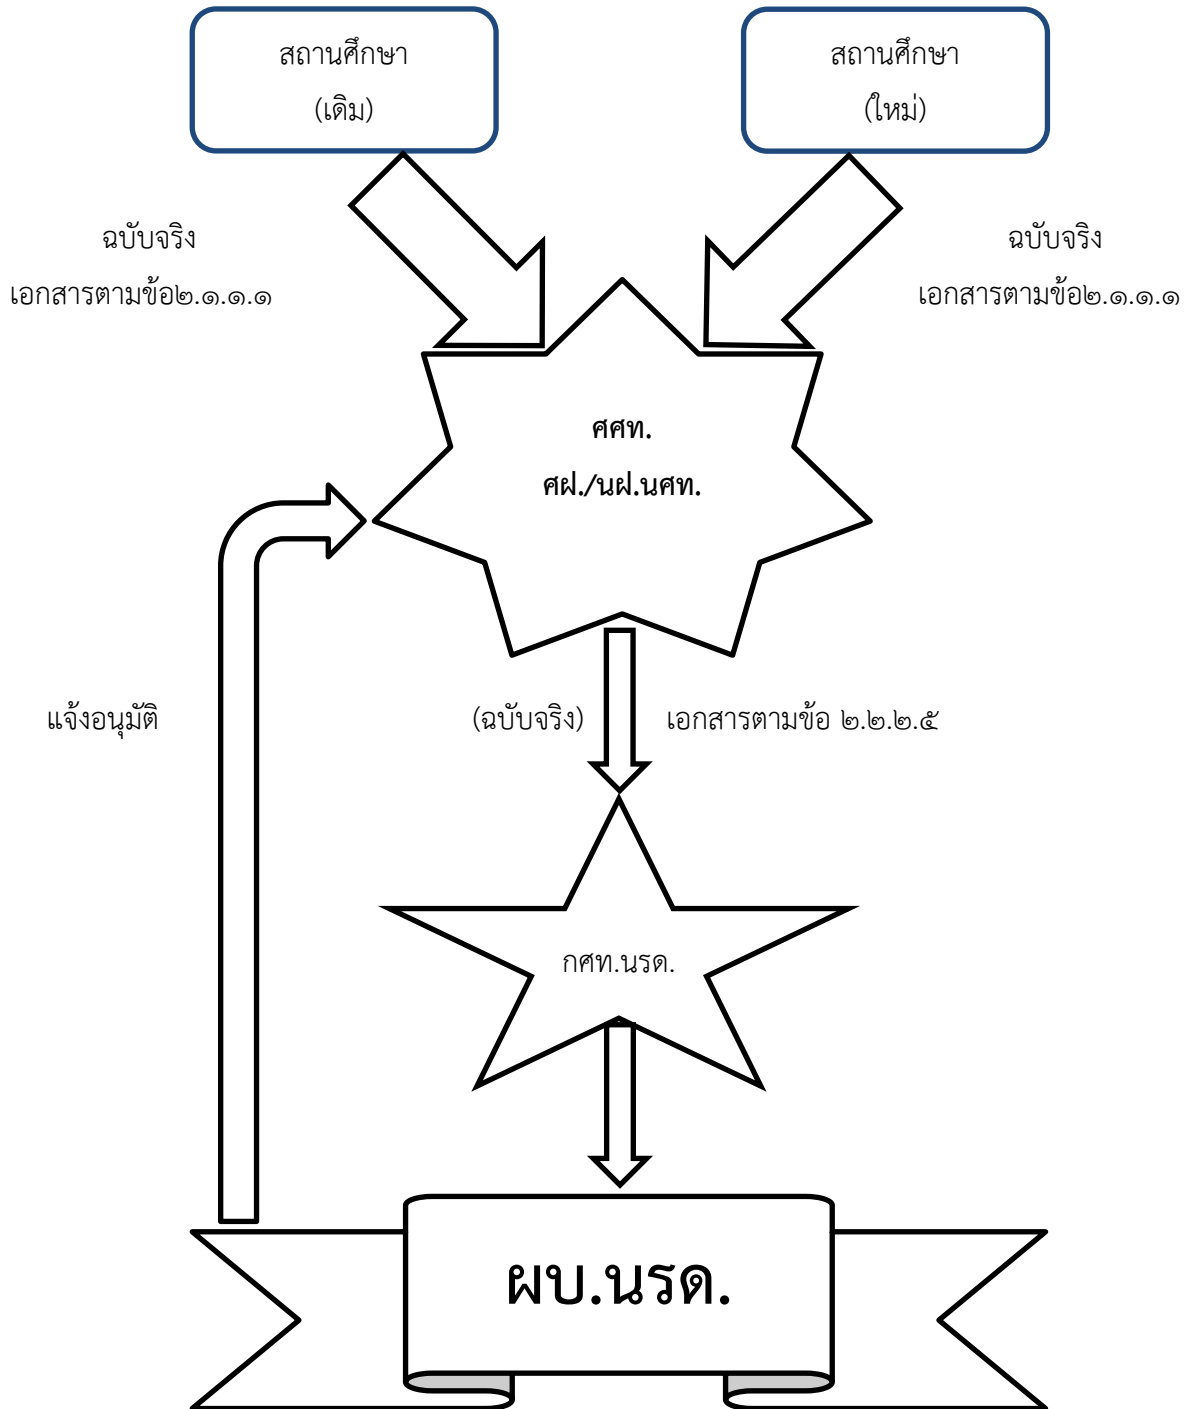 สถานศึกษา
(เดิม)
สถานศึกษา
(ใหม่)
ฉบับจริง
เอกสารตามข้อ๒.๑.๑.๑
ฉบับจริง
เอกสารตามข้อ๒.๑.๑.๑
ศศท.
ศฝ./นฝ.นศท.
แจ้งอนุมัติ
(ฉบับจริง)
เอกสารตามข้อ ๒.๒.๒.๕
กศท.นรด.
ผบ.นรด.